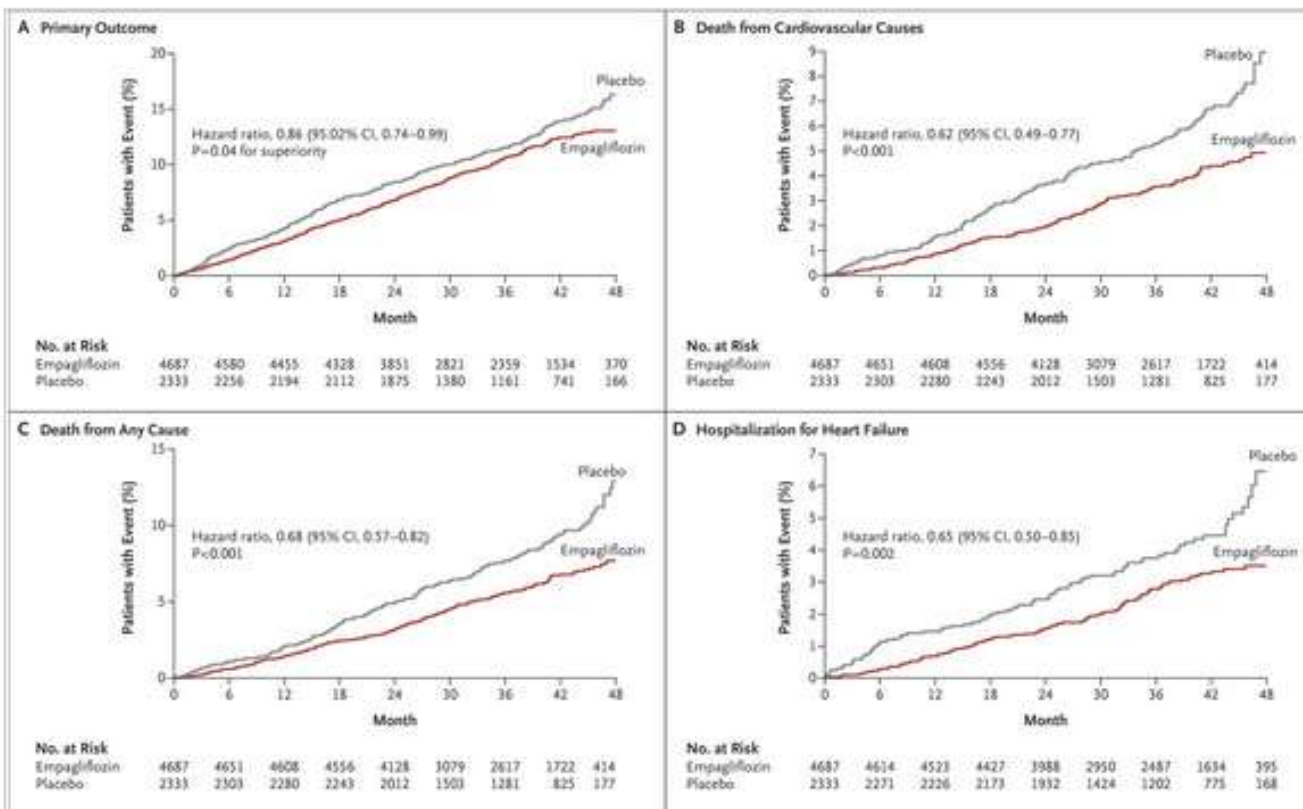 A Primary Outcome
20
15
10
5
0
Patients with Event (%)
Placebo
Hazard ratio, 0.86 (95.02% CI, 0.74–0.99)
P=0.04 for superiority
Empagliflozin
0 6 12 18 24 30 36 42 48
Month
No. at Risk
Empagliflozin 4687 4580 4455 4328 3851 2821 2359 1534 370
Placebo 2333 2256 2194 2112 1875 1380 1161 741 166
B Death from Cardiovascular Causes
9
8
7
6
5
4
3
2
1
0
Patients with Event (%)
Placebo
Hazard ratio, 0.62 (95% CI, 0.49–0.77)
P<0.001
Empagliflozin
0 6 12 18 24 30 36 42 48
Month
No. at Risk
Empagliflozin 4687 4651 4608 4556 4128 3079 2617 1722 414
Placebo 2333 2303 2280 2243 2012 1503 1281 825 177
C Death from Any Cause
15
10
5
0
Patients with Event (%)
Placebo
Hazard ratio, 0.68 (95% CI, 0.57–0.82)
P<0.001
Empagliflozin
0 6 12 18 24 30 36 42 48
Month
No. at Risk
Empagliflozin 4687 4651 4608 4556 4128 3079 2617 1722 414
Placebo 2333 2303 2280 2243 2012 1503 1281 825 177
D Hospitalization for Heart Failure
7
6
5
4
3
2
1
0
Patients with Event (%)
Placebo
Hazard ratio, 0.65 (95% CI, 0.50–0.85)
P=0.002
Empagliflozin
0 6 12 18 24 30 36 42 48
Month
No. at Risk
Empagliflozin 4687 4614 4523 4427 3988 2950 2487 1634 395
Placebo 2333 2271 2226 2173 1932 1424 1202 775 168